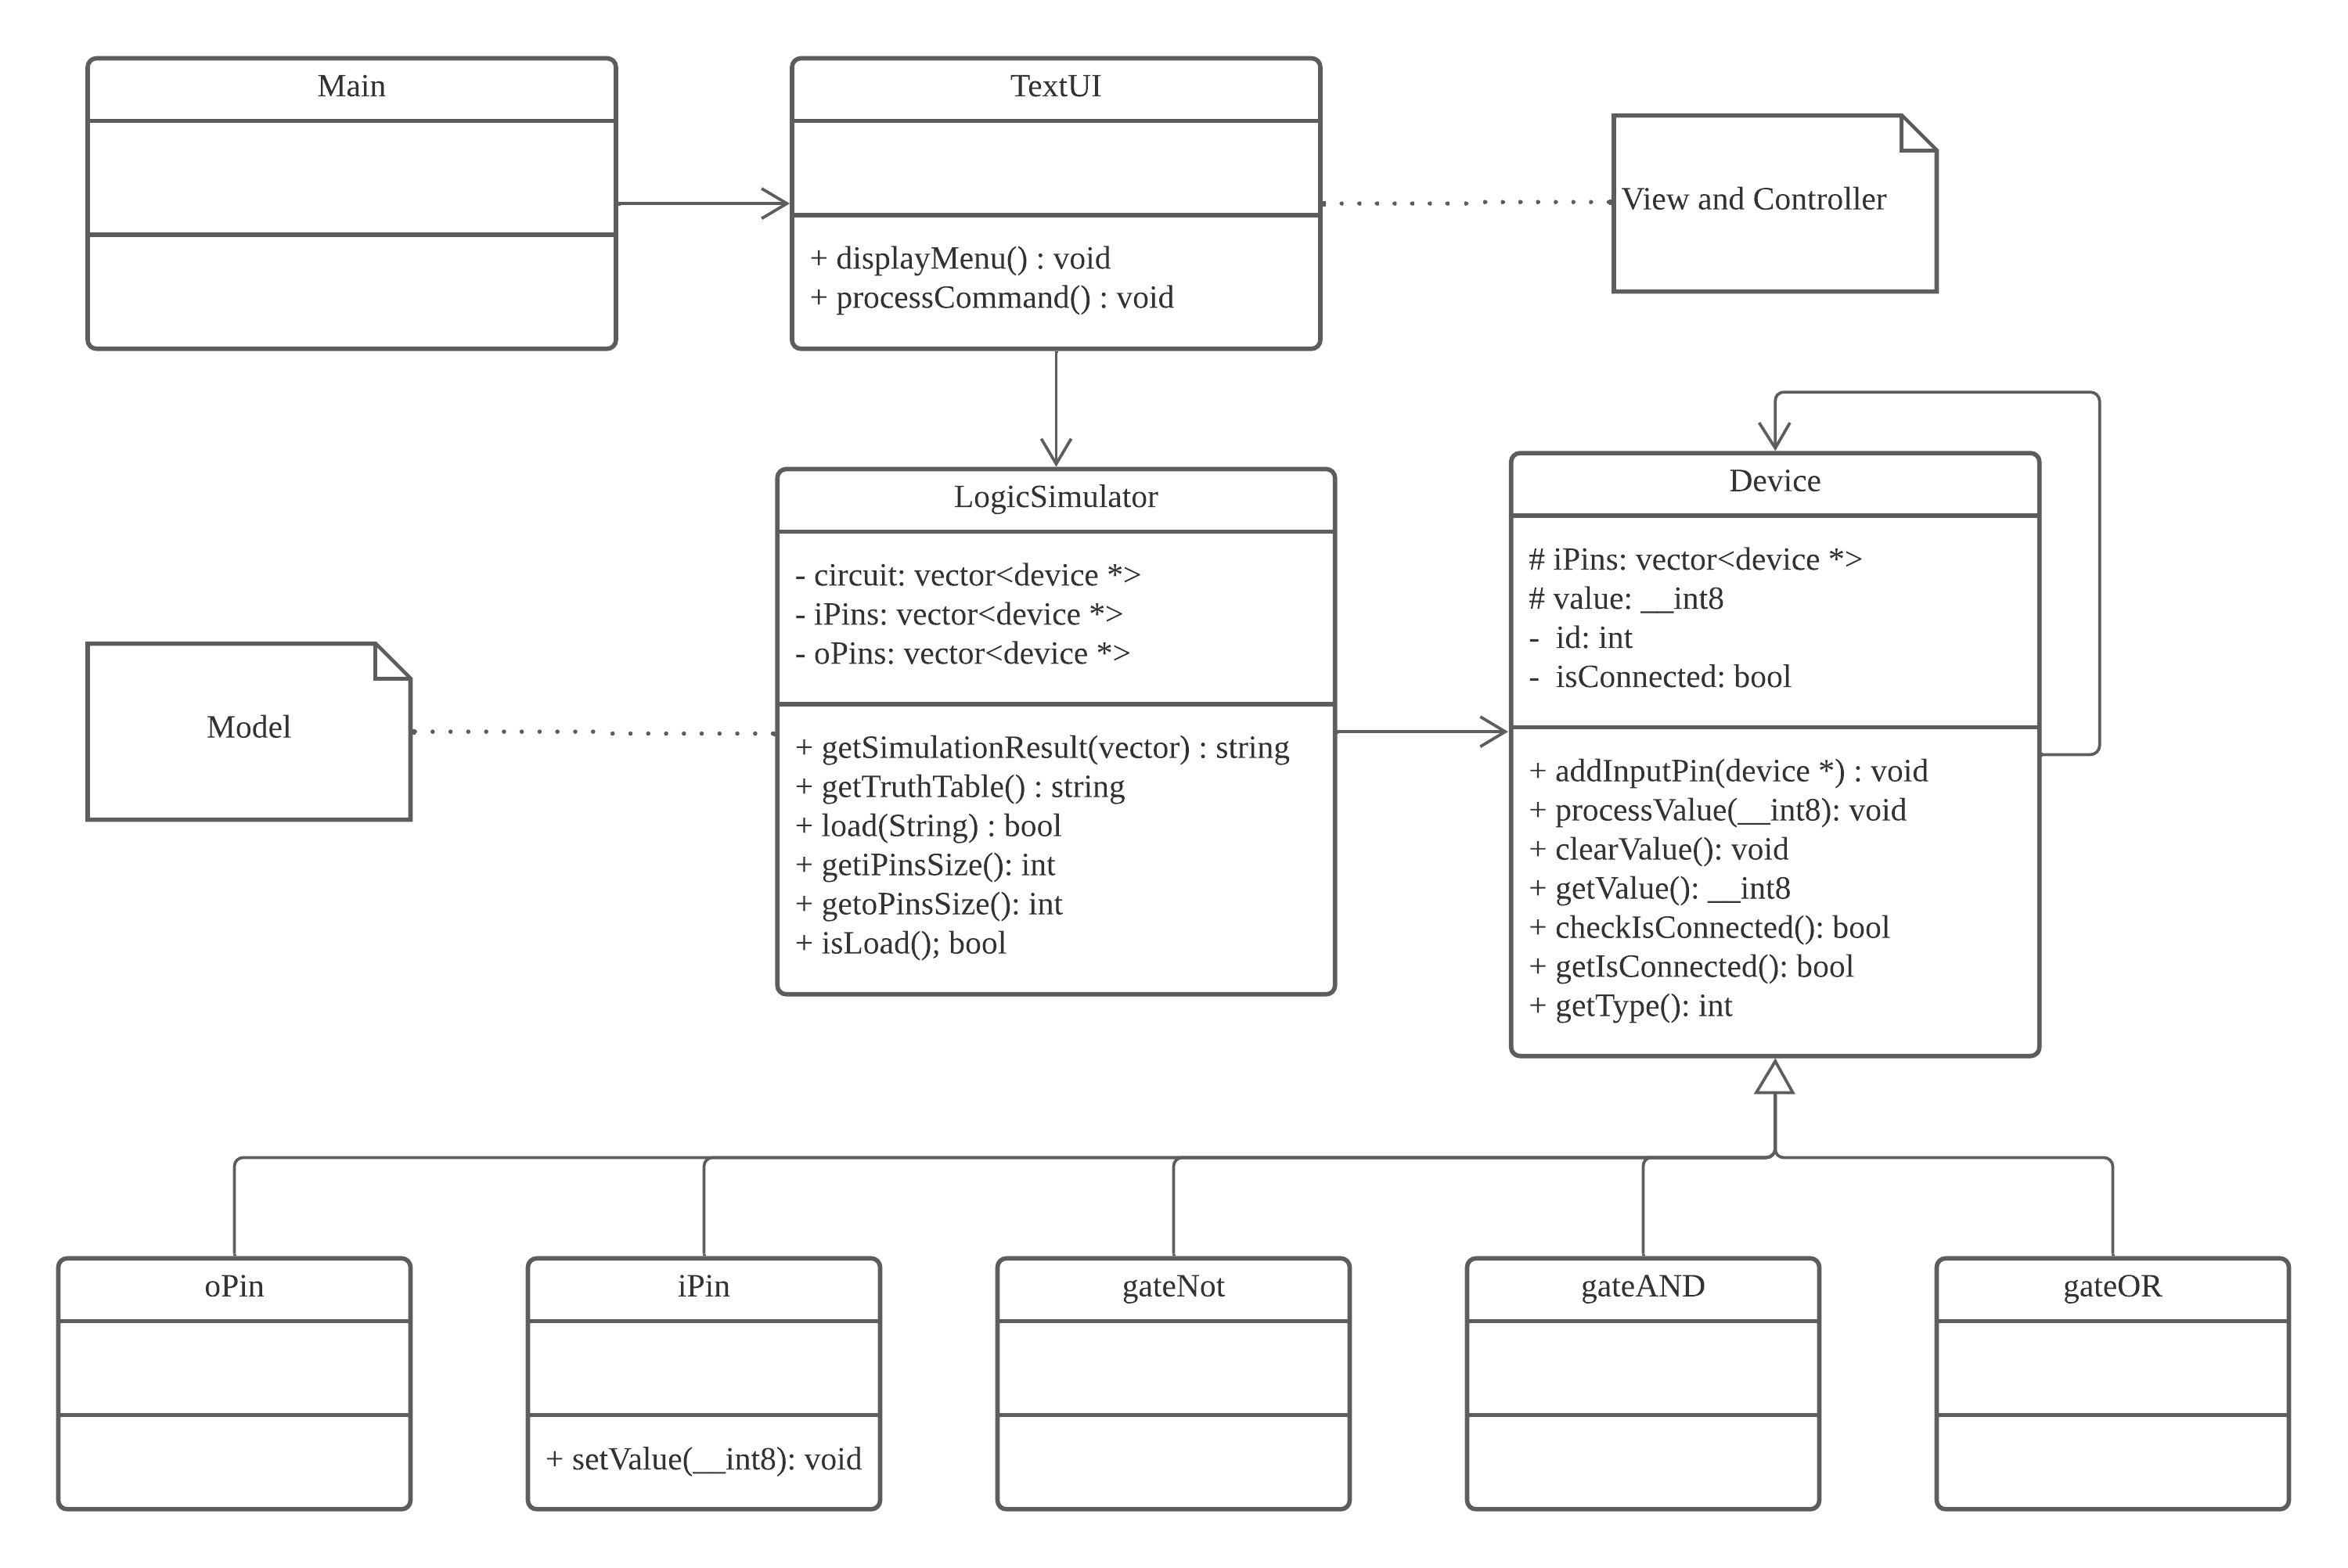 Main
TextUI
+ displayMenu() : void
+ processCommand() : void
View and Controller
LogicSimulator
- circuit: vector<device *>
- iPins: vector<device *>
- oPins: vector<device *>
+ getSimulationResult(vector) : string
+ getTruthTable() : string
+ load(String) : bool
+ getiPinsSize(): int
+ getoPinsSize(): int
+ isLoad(); bool
Device
# iPins: vector<device *>
# value: __int8
-  id: int
-  isConnected: bool
+ addInputPin(device *) : void
+ processValue(__int8): void
+ clearValue(): void
+ getValue(): __int8
+ checkIsConnected(): bool
+ getIsConnected(): bool
+ getType(): int
Model
oPin
iPin
+ setValue(__int8): void
gateNot
gateAND
gateOR